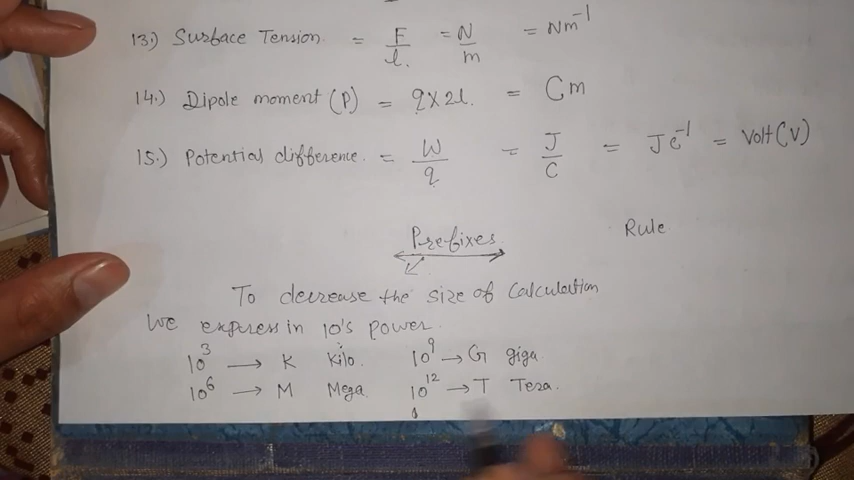 13.) Surface Tension = F/l. = N/m = Nm⁻¹
14.) Dipole moment (P) = q×2l. = Cm
15.) Potential difference. = W/q = J/C = JC⁻¹ = Volt (V)
Prefixes Rule
To decrease the size of Calculation
We express in 10's power.
10³ → K Kilo. 10⁹ → G giga.
10⁶ → M Mega 10¹² → T Tera.